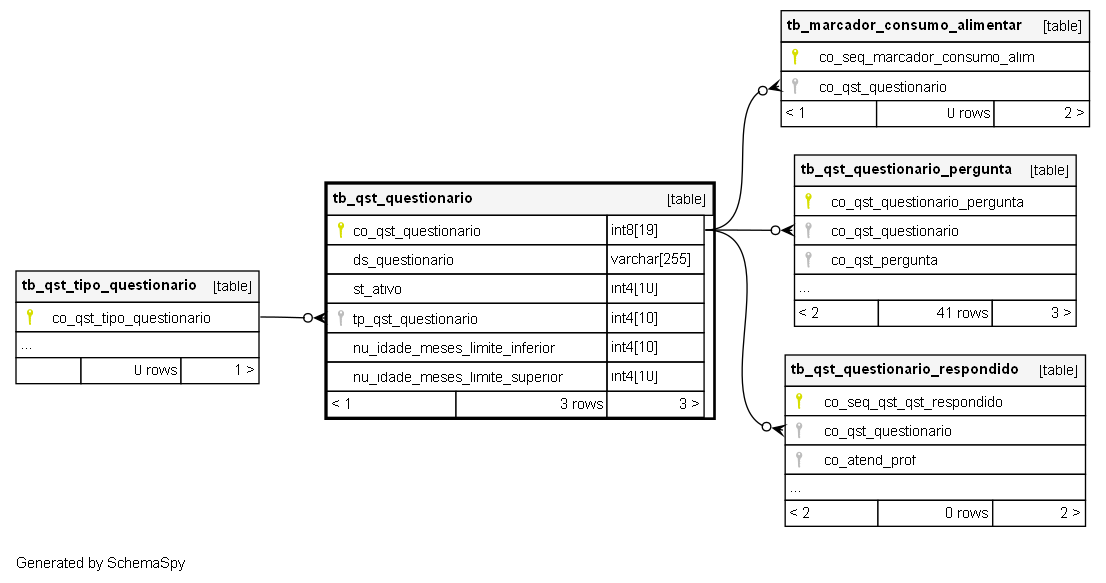 tb_marcador_consumo_alimentar [table]
co_seq_marcador_consumo_alim
co_qst_questionario
< 1 0 rows 2 >
tb_qst_questionario_pergunta [table]
co_qst_questionario_pergunta
co_qst_questionario
co_qst_pergunta
...
< 2 41 rows 3 >
tb_qst_questionario [table]
co_qst_questionario int8[19]
ds_questionario varchar[255]
st_ativo int4[10]
tp_qst_questionario int4[10]
nu_idade_meses_limite_inferior int4[10]
nu_idade_meses_limite_superior int4[10]
< 1 3 rows 3 >
tb_qst_tipo_questionario [table]
co_qst_tipo_questionario
...
0 rows 1 >
tb_qst_questionario_respondido [table]
co_seq_qst_qst_respondido
co_qst_questionario
co_atend_prof
...
< 2 0 rows 2 >
Generated by SchemaSpy